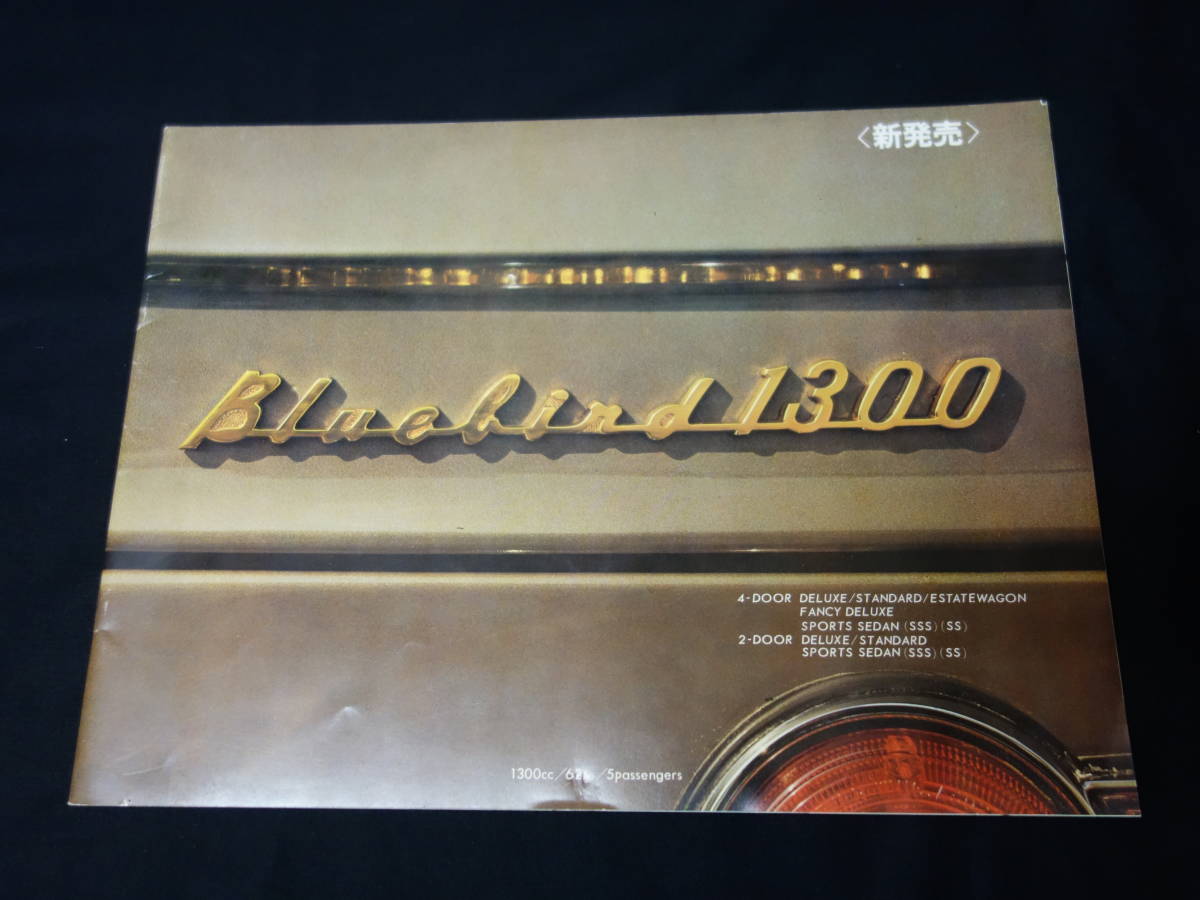 〈新発売〉
Bluebird 1300
4-DOOR DELUXE/STANDARD/ESTATEWAGON
FANCY DELUXE
SPORTS SEDAN (SSS) (SS)
2-DOOR DELUXE/STANDARD
SPORTS SEDAN (SSS) (SS)
1300cc/ /5passengers